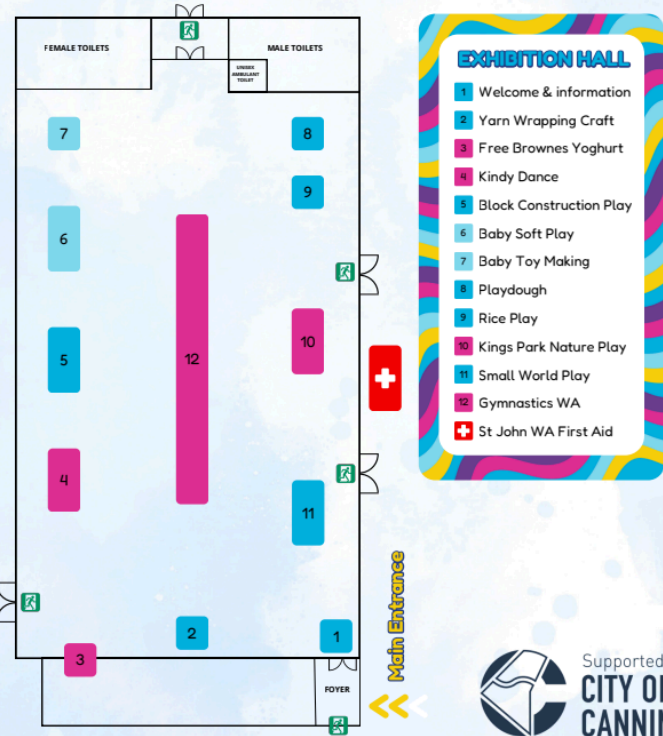 FEMALE TOILETS
MALE TOILETS
UNISEX
AMBULANT
TOILET
7
8
9
6
12
10
5
4
11
2
1
3
FOYER
Main Entrance
EXHIBITION HALL
1 Welcome & information
2 Yarn Wrapping Craft
3 Free Brownes Yoghurt
4 Kindy Dance
5 Block Construction Play
6 Baby Soft Play
7 Baby Toy Making
8 Playdough
9 Rice Play
10 Kings Park Nature Play
11 Small World Play
12 Gymnastics WA
St John WA First Aid
Supported
CITY OF
CANNIN